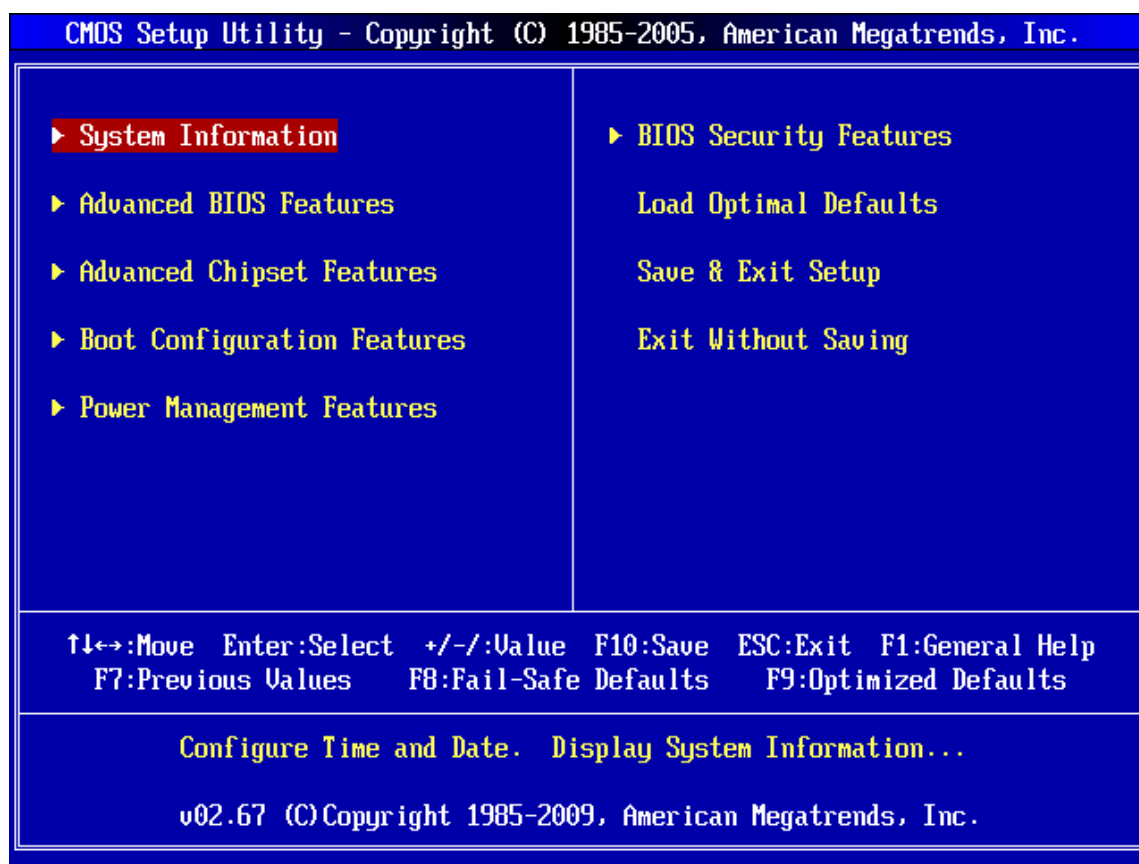 CMOS Setup Utility - Copyright (C) 1985-2005, American Megatrends, Inc.
System Information
Advanced BIOS Features
Advanced Chipset Features
Boot Configuration Features
Power Management Features
BIOS Security Features
Load Optimal Defaults
Save & Exit Setup
Exit Without Saving
↑↓←→:Move Enter:Select +/-/:Value F10:Save ESC:Exit F1:General Help
F7:Previous Values F8:Fail-Safe Defaults F9:Optimized Defaults
Configure Time and Date. Display System Information...
v02.67 (C)Copyright 1985-2009, American Megatrends, Inc.